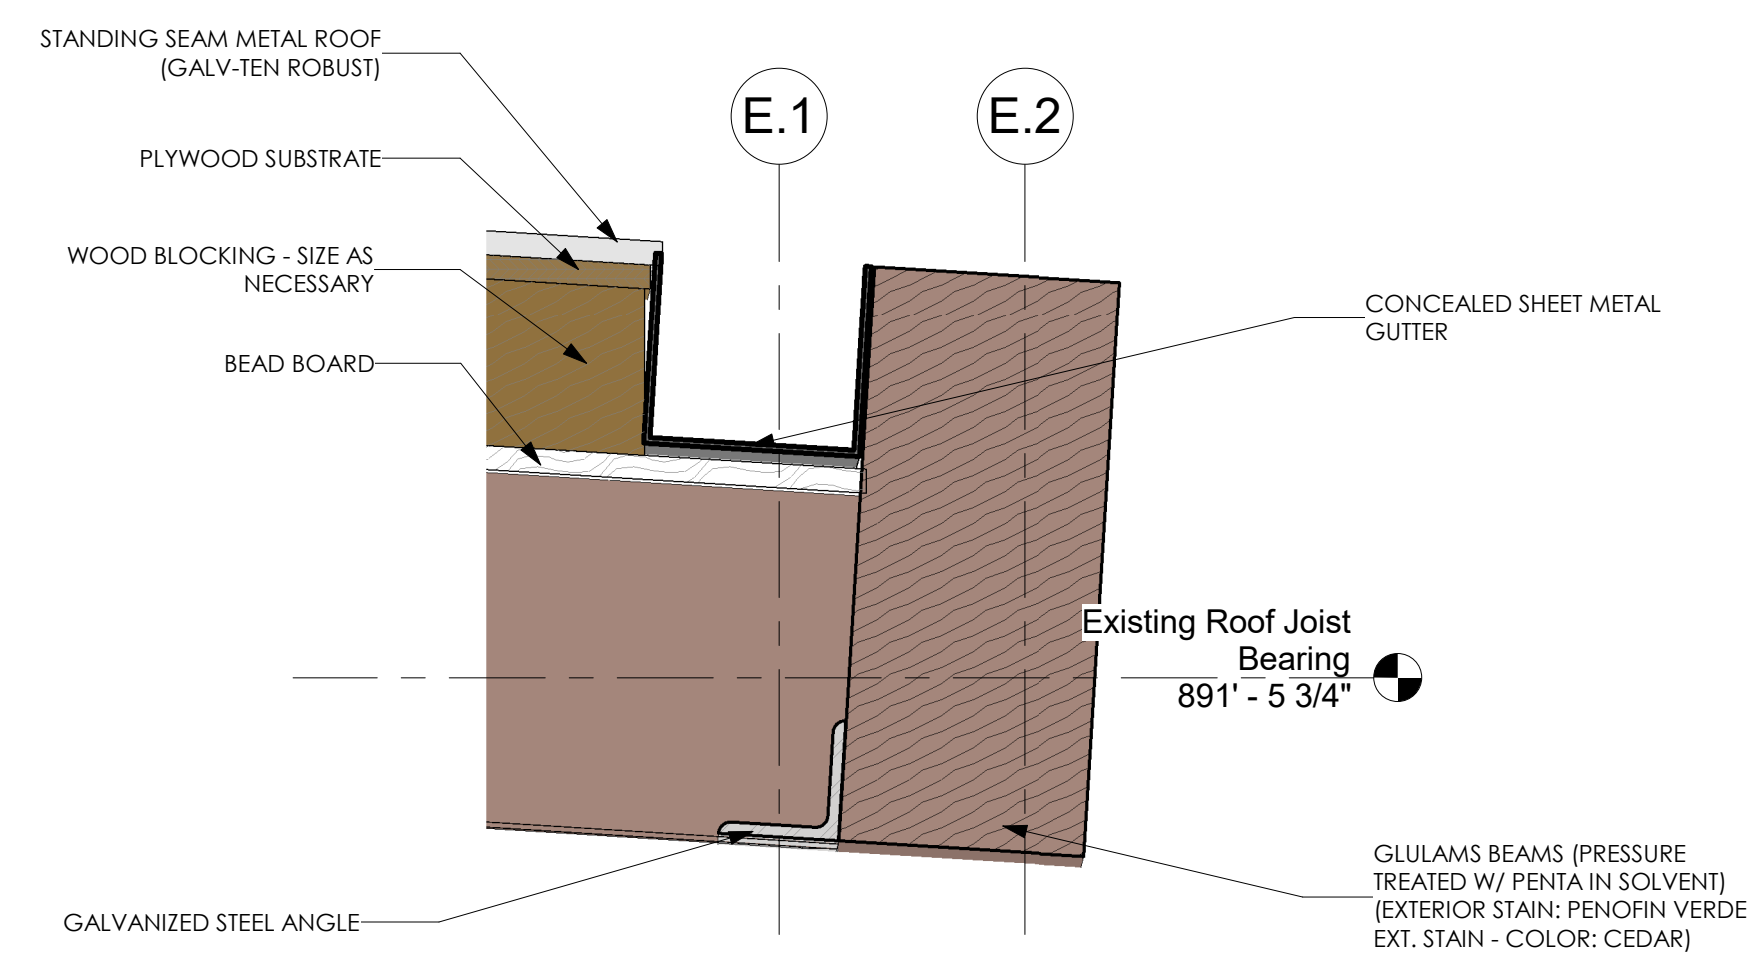 STANDING SEAM METAL ROOF
(GALV-TEN ROBUST)
PLYWOOD SUBSTRATE
WOOD BLOCKING - SIZE AS
NECESSARY
BEAD BOARD
GALVANIZED STEEL ANGLE
E.1
E.2
CONCEALED SHEET METAL
GUTTER
Existing Roof Joist
Bearing
891' - 5 3/4"
GLULAMS BEAMS (PRESSURE
TREATED W/ PENTA IN SOLVENT)
(EXTERIOR STAIN: PENOFIN VERDE
EXT. STAIN - COLOR: CEDAR)